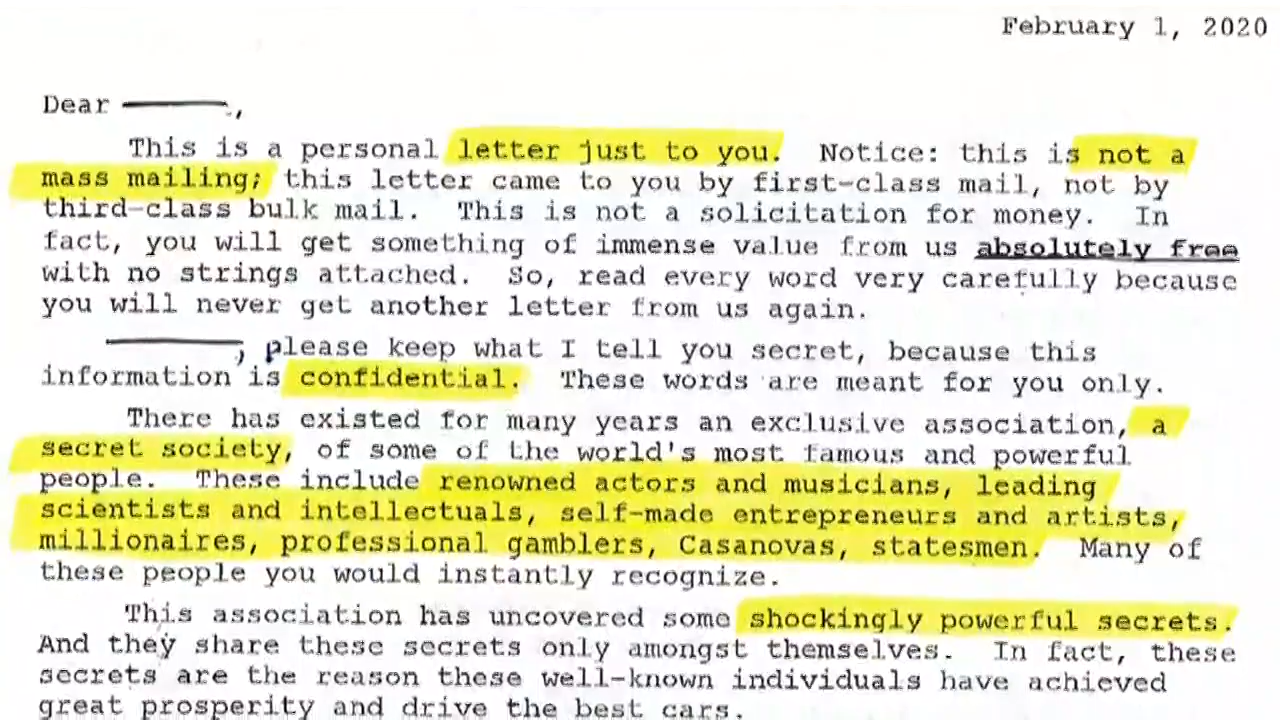 February 1, 2020
Dear ,
This is a personal letter just to you. Notice: this is not a
mass mailing; this letter came to you by first-class mail, not by
third-class bulk mail. This is not a solicitation for money. In
fact, you will get something of immense value from us absolutely free
with no strings attached. So, read every word very carefully because
you will never get another letter from us again.
, please keep what I tell you secret, because this
information is confidential. These words are meant for you only.
There has existed for many years an exclusive association, a
secret society, of some of the world's most famous and powerful
people. These include renowned actors and musicians, leading
scientists and intellectuals, self-made entrepreneurs and artists,
millionaires, professional gamblers, Casanovas, statesmen. Many of
these people you would instantly recognize.
This association has uncovered some shockingly powerful secrets.
And they share these secrets only amongst themselves. In fact, these
secrets are the reason these well-known individuals have achieved
great prosperity and drive the best cars.